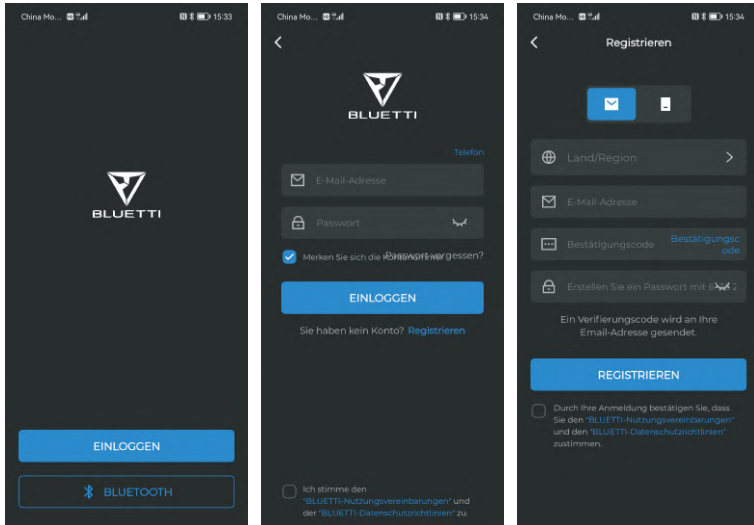 China Mo...
15:33
BLUETTI
EINLOGGEN
BLUETOOTH
China Mo...
15:34
BLUETTI
Telefon
E-Mail-Adresse
Passwort
Merken Sie sich die Kontonummer
Passwort vergessen?
EINLOGGEN
Sie haben kein Konto? Registrieren
Ich stimme den
"BLUETTI-Nutzungsvereinbarungen" und
der "BLUETTI-Datenschutzrichtlinien" zu.
China Mo...
15:34
Registrieren
Land/Region
E-Mail-Adresse
Bestätigungscode
Bestätigungsc
ode
Erstellen Sie ein Passwort mit 6
Ein Verifierungscode wird an Ihre
Email-Adresse gesendet.
REGISTRIEREN
Durch Ihre Anmeldung bestätigen Sie, dass
Sie den "BLUETTI-Nutzungsvereinbarungen"
und den "BLUETTI-Datenschutzrichtlinien"
zustimmen.